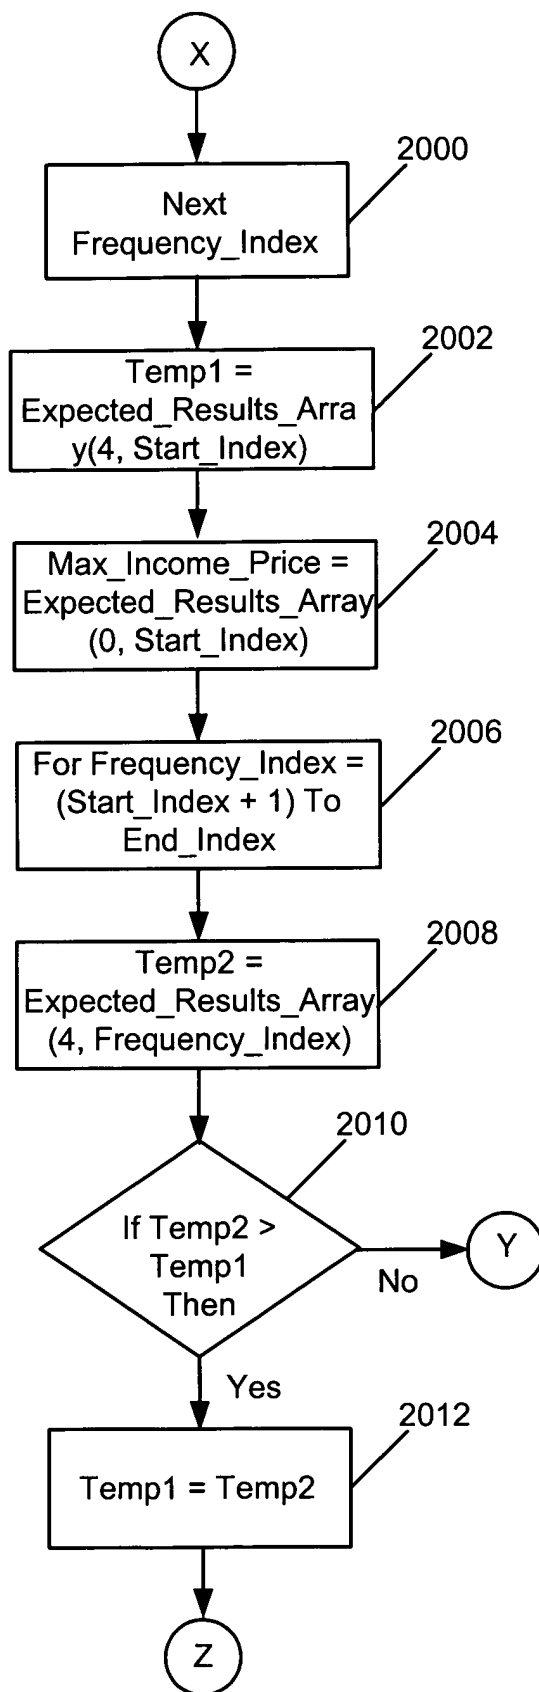 X
2000
Next
Frequency_Index
2002
Temp1 =
Expected_Results_Arra
y(4, Start_Index)
2004
Max_Income_Price =
Expected_Results_Array
(0, Start_Index)
2006
For Frequency_Index =
(Start_Index + 1) To
End_Index
2008
Temp2 =
Expected_Results_Array
(4, Frequency_Index)
2010
If Temp2 >
Temp1
Then
Y
No
Yes
2012
Temp1 = Temp2
Z